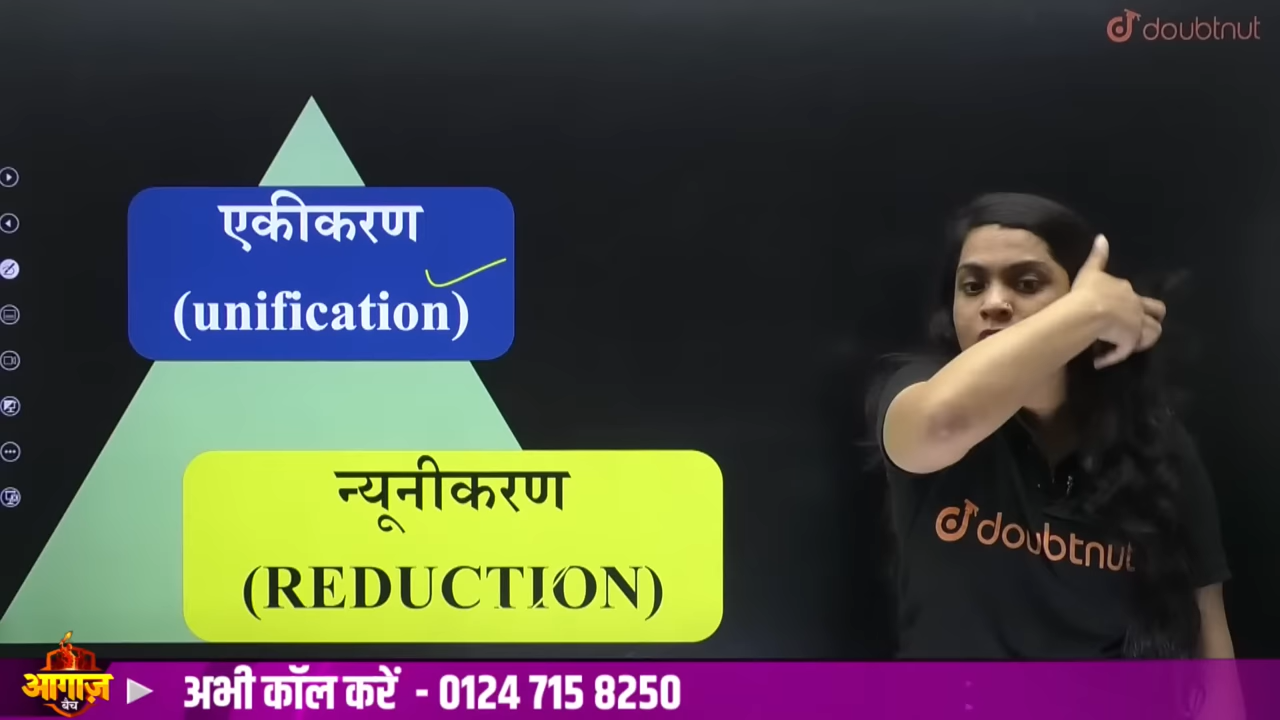 doubtnut
एकीकरण
(unification)
न्यूनीकरण
(REDUCTION)
doubtnut
आगाज़
बैच
अभी कॉल करें - 0124 715 8250